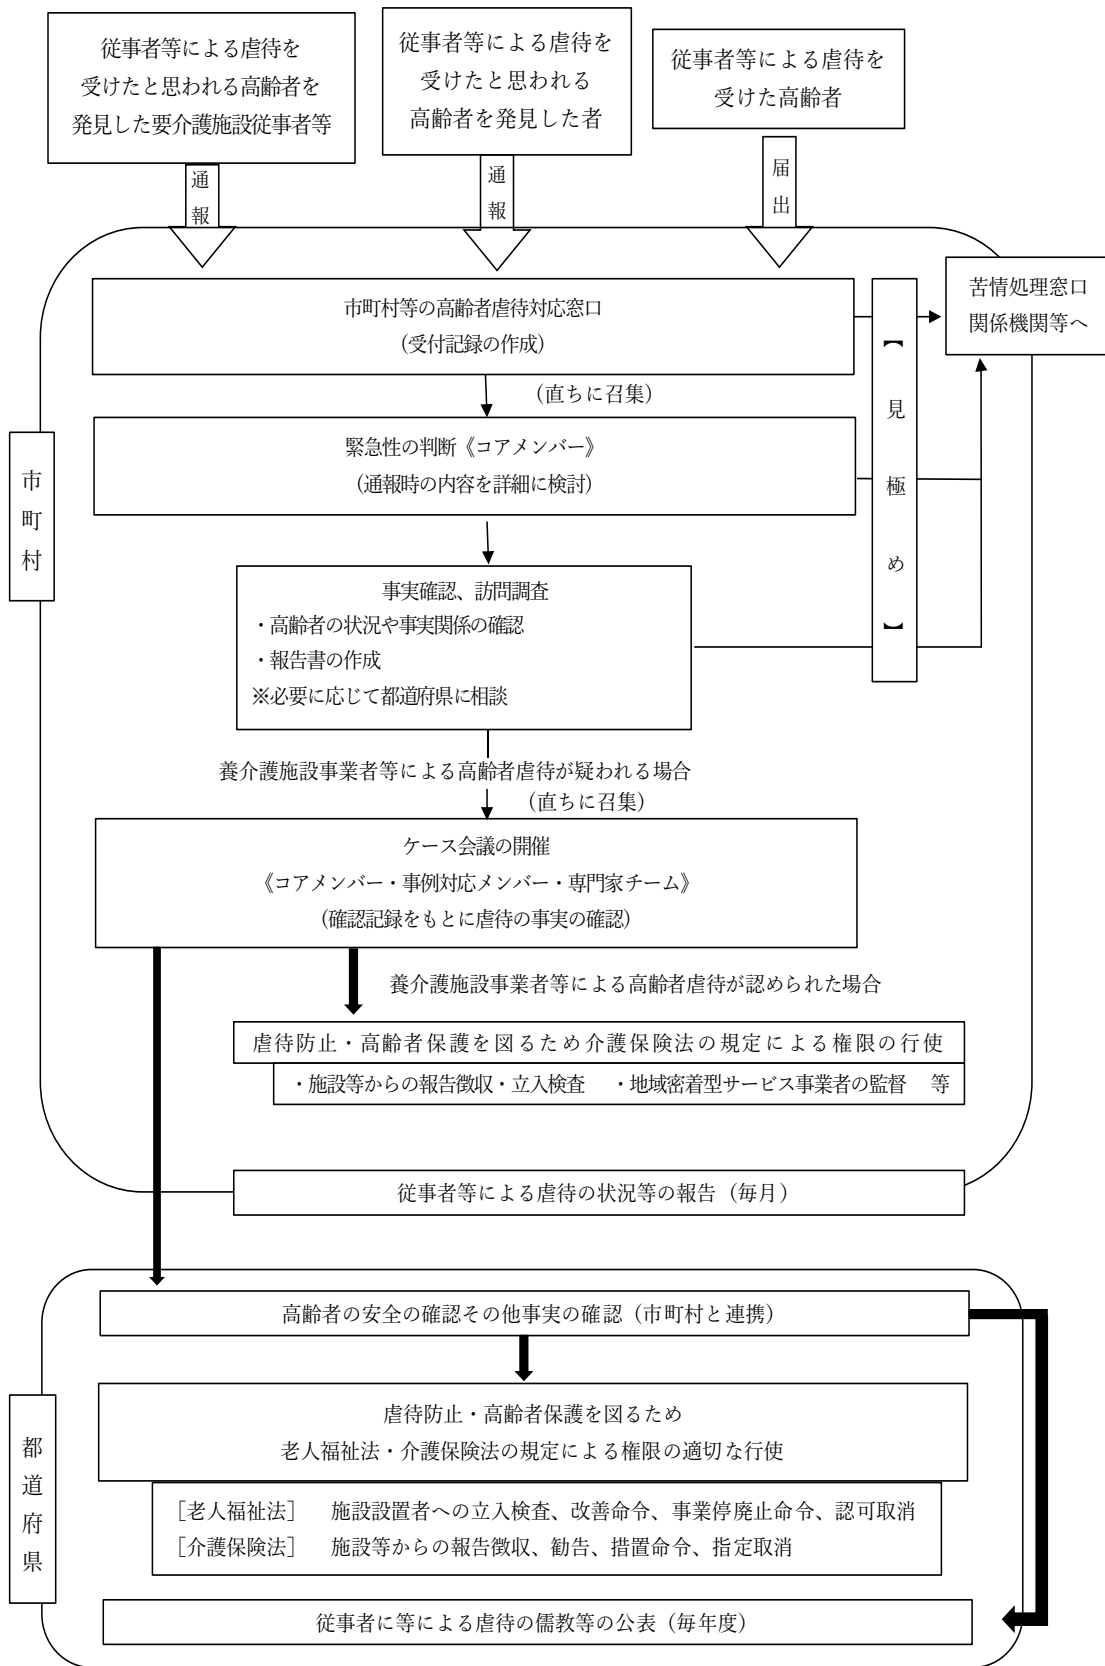 従事者等による虐待を
受けたと思われる高齢者を
発見した要介護施設従事者等
従事者等による虐待を
受けたと思われる
高齢者を発見した者
従事者等による虐待を
受けた高齢者
通報
通報
届出
市町村等の高齢者虐待対応窓口
（受付記録の作成）
苦情処理窓口
関係機関等へ
【見極め】
（直ちに召集）
緊急性の判断《コアメンバー》
（通報時の内容を詳細に検討）
市町村
事実確認、訪問調査
・高齢者の状況や事実関係の確認
・報告書の作成
※必要に応じて都道府県に相談
養介護施設事業者等による高齢者虐待が疑われる場合
（直ちに召集）
ケース会議の開催
《コアメンバー・事例対応メンバー・専門家チーム》
（確認記録をもとに虐待の事実の確認）
養介護施設事業者等による高齢者虐待が認められた場合
虐待防止・高齢者保護を図るため介護保険法の規定による権限の行使
・施設等からの報告徴収・立入検査　・地域密着型サービス事業者の監督　等
従事者等による虐待の状況等の報告（毎月）
高齢者の安全の確認その他事実の確認（市町村と連携）
虐待防止・高齢者保護を図るため
老人福祉法・介護保険法の規定による権限の適切な行使
都道府県
［老人福祉法］　施設設置者への立入検査、改善命令、事業停廃止命令、認可取消
［介護保険法］　施設等からの報告徴収、勧告、措置命令、指定取消
従事者に等による虐待の儒教等の公表（毎年度）